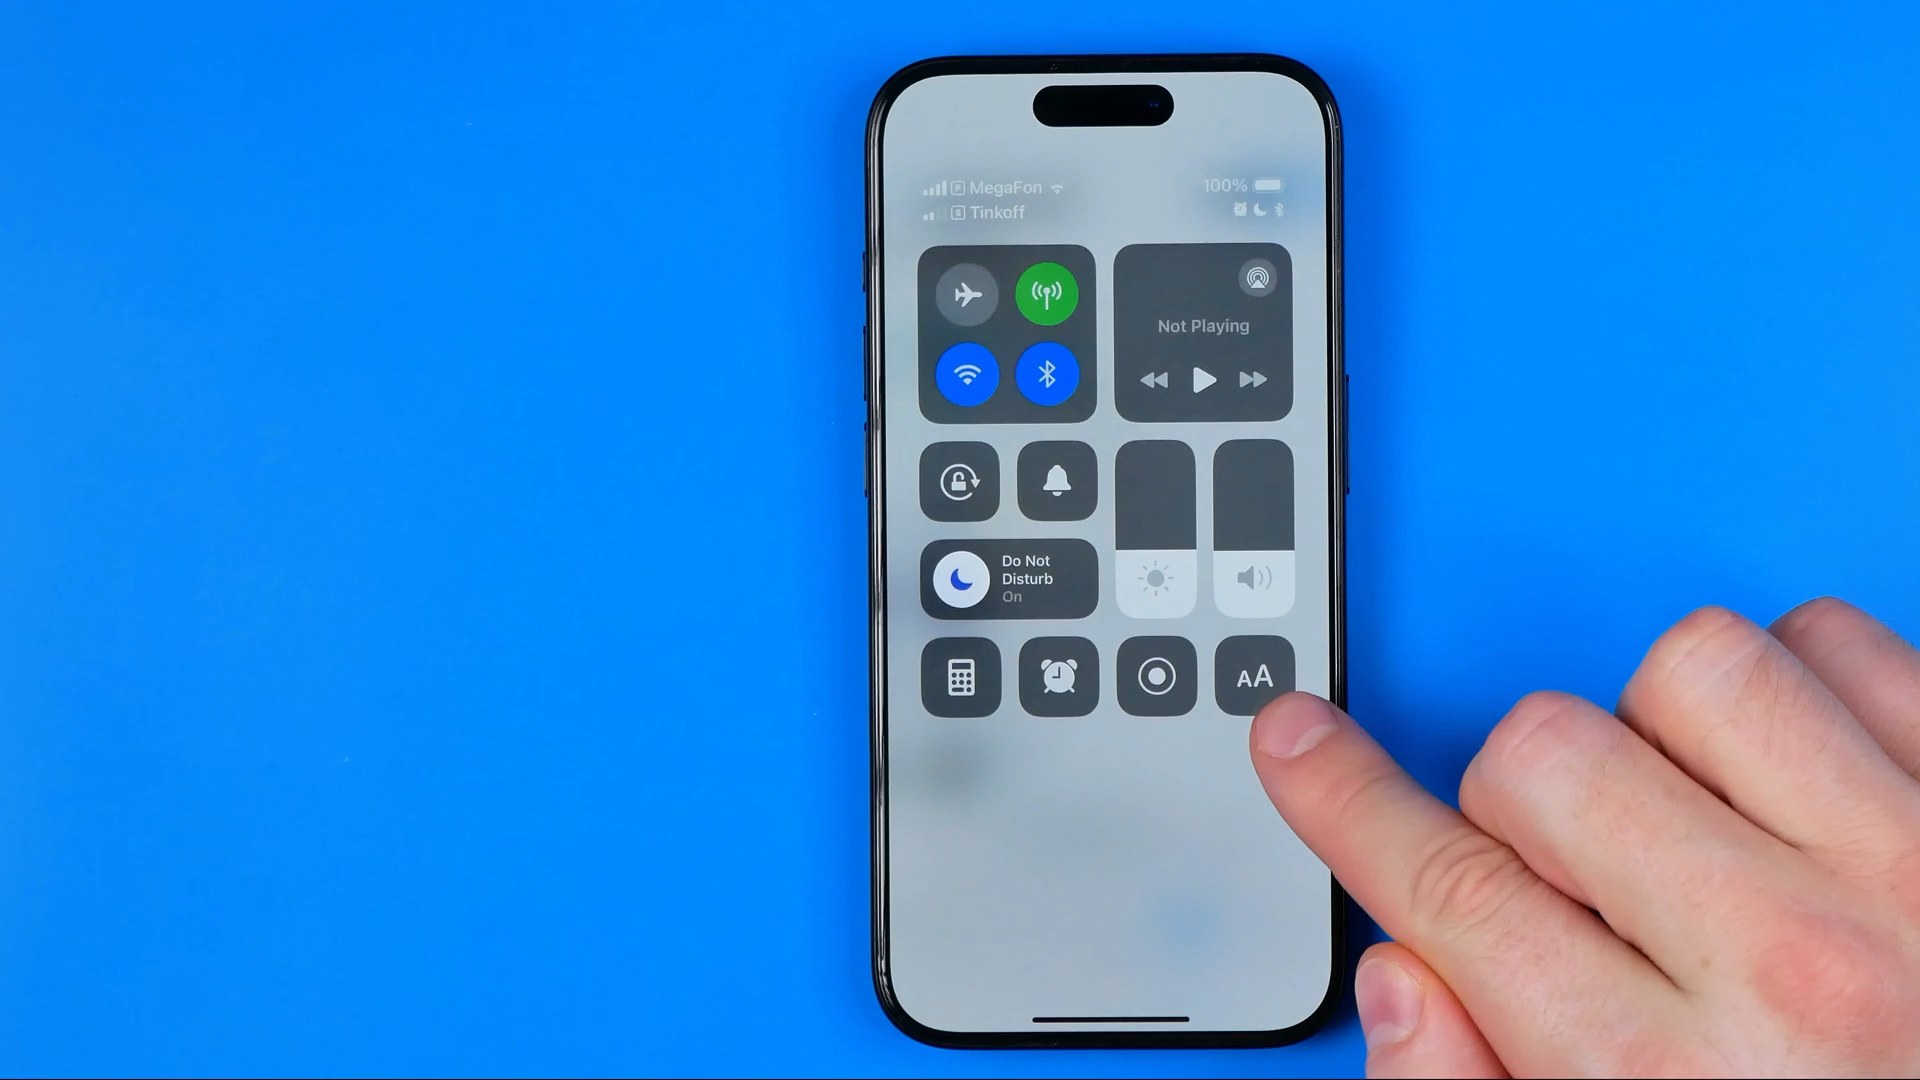 P MegaFon
100%
S Tinkoff
Not Playing
Do Not
Disturb
On
AA